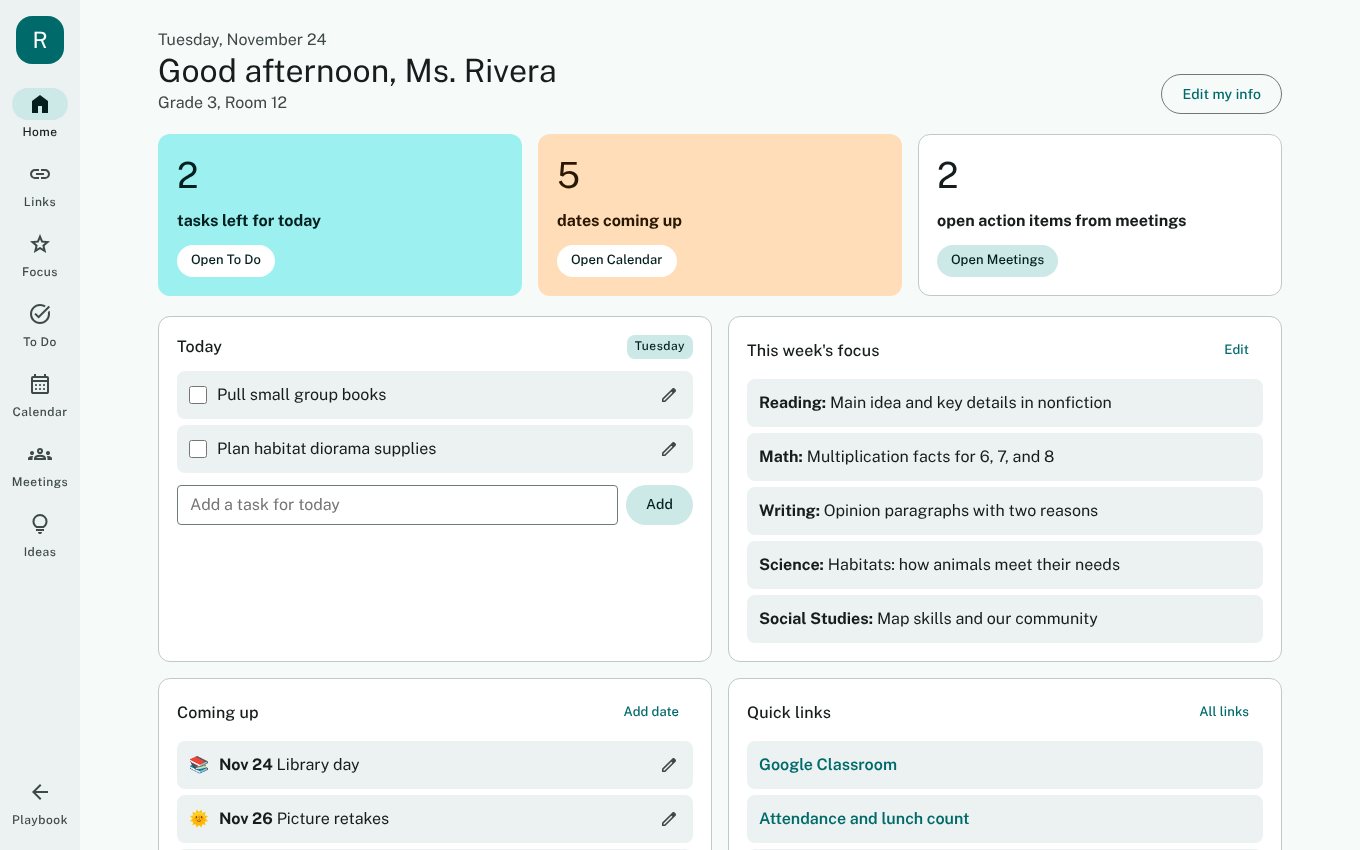 R
Home
Links
Focus
To Do
Calendar
Meetings
Ideas
Playbook
Tuesday, November 24
Good afternoon, Ms. Rivera
Grade 3, Room 12
Edit my info
2
tasks left for today
Open To Do
5
dates coming up
Open Calendar
2
open action items from meetings
Open Meetings
Today
Tuesday
Pull small group books
Plan habitat diorama supplies
Add a task for today
Add
This week's focus
Edit
Reading: Main idea and key details in nonfiction
Math: Multiplication facts for 6, 7, and 8
Writing: Opinion paragraphs with two reasons
Science: Habitats: how animals meet their needs
Social Studies: Map skills and our community
Coming up
Add date
Nov 24 Library day
Nov 26 Picture retakes
Quick links
All links
Google Classroom
Attendance and lunch count